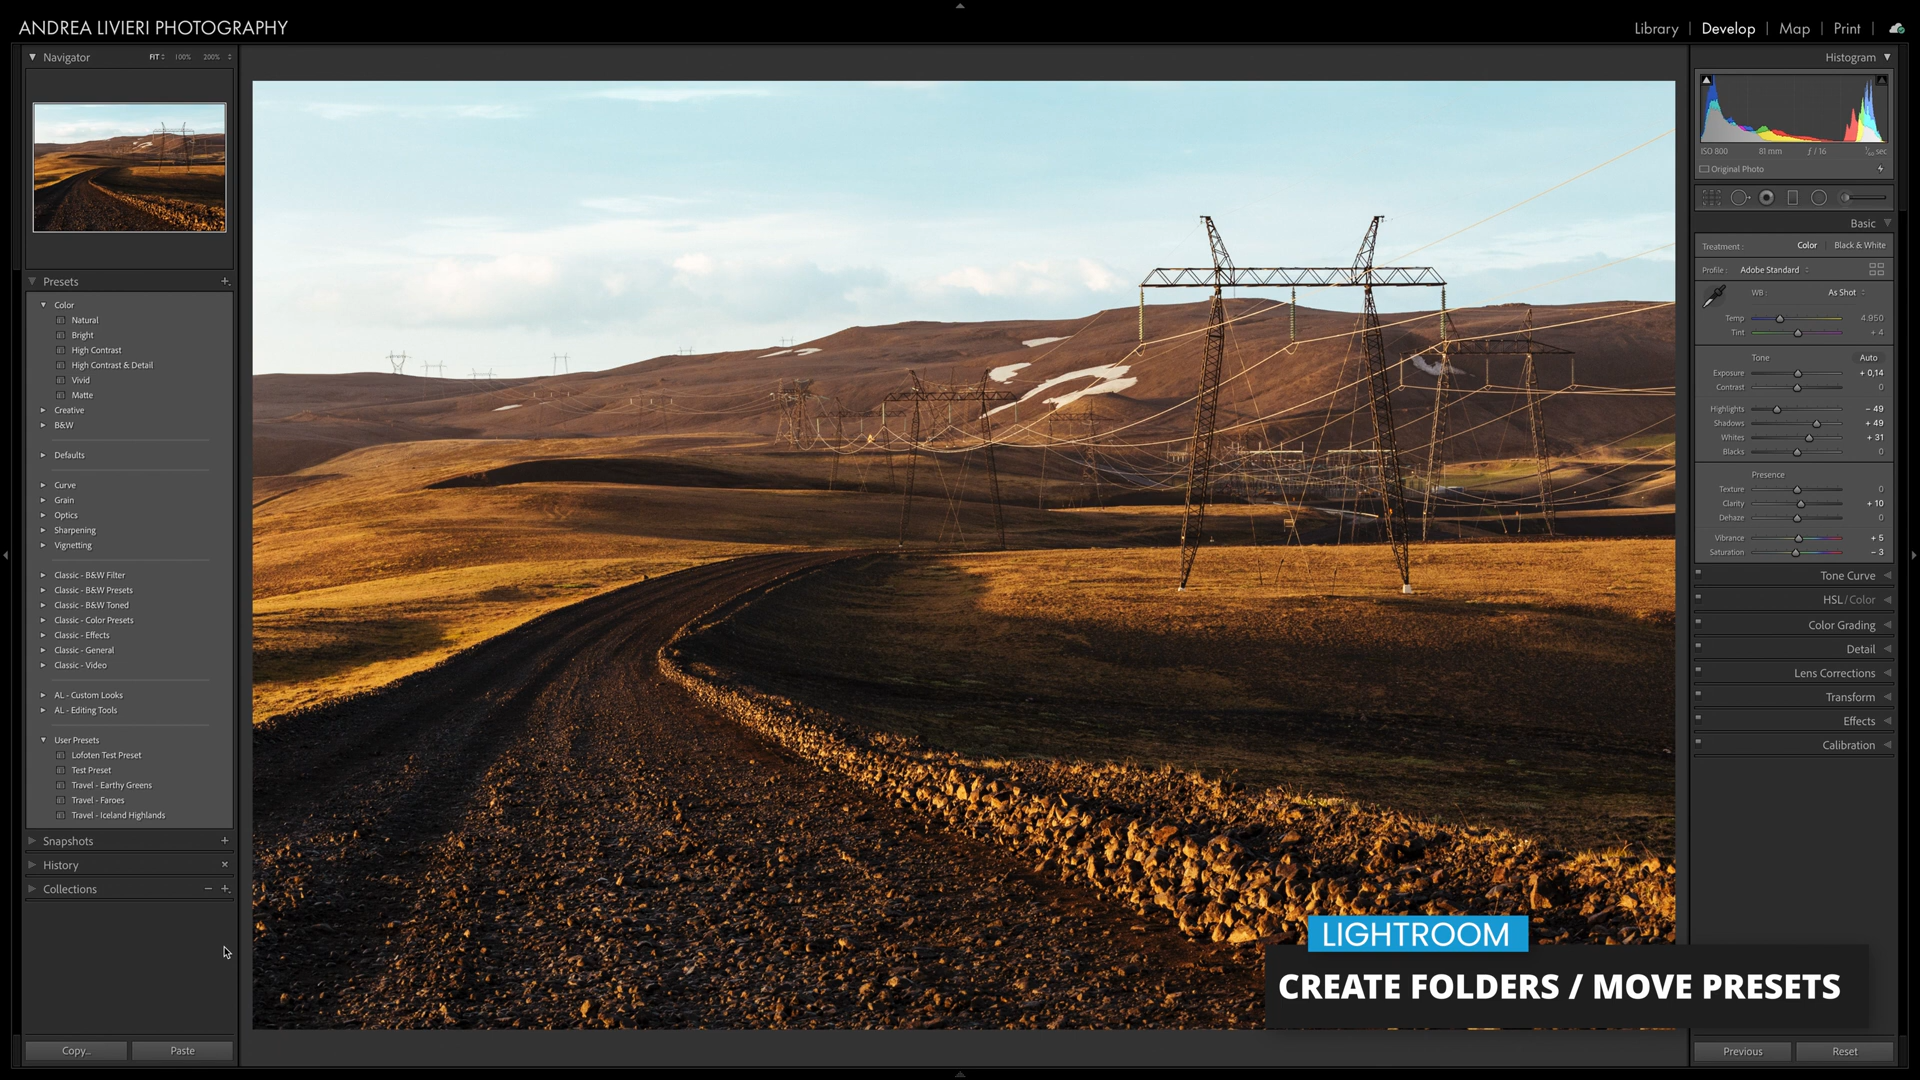 ANDREA LIVIERI PHOTOGRAPHY
Library | Develop | Map | Print
Navigator FIT 100% 200%
Presets +
Color
Natural
Bright
High Contrast
High Contrast & Detail
Vivid
Matte
Creative
B&W
Defaults
Curve
Grain
Optics
Sharpening
Vignetting
Classic - B&W Filter
Classic - B&W Presets
Classic - B&W Toned
Classic - Color Presets
Classic - Effects
Classic - General
Classic - Video
AL - Custom Looks
AL - Editing Tools
User Presets
Lofoten Test Preset
Test Preset
Travel - Earthy Greens
Travel - Faroes
Travel - Iceland Highlands
Snapshots +
History ×
Collections − +
Copy... Paste
LIGHTROOM
CREATE FOLDERS / MOVE PRESETS
Histogram
ISO 800 81 mm ƒ / 16 sec
Original Photo
Basic
Treatment : Color | Black & White
Profile : Adobe Standard
WB : As Shot
Temp 4.950
Tint + 4
Tone Auto
Exposure + 0,14
Contrast 0
Highlights − 49
Shadows + 49
Whites + 31
Blacks 0
Presence
Texture 0
Clarity + 10
Dehaze 0
Vibrance + 5
Saturation − 3
Tone Curve
HSL / Color
Color Grading
Detail
Lens Corrections
Transform
Effects
Calibration
Previous Reset